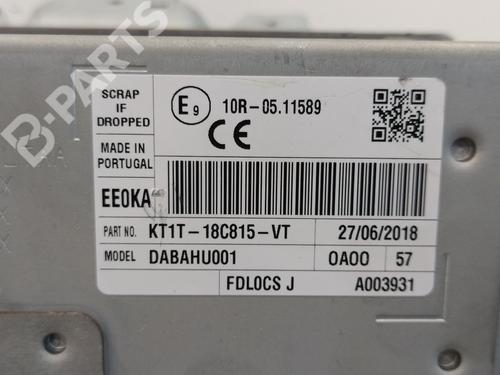 B-PARTS
SCRAP
IF
DROPPED
E9
10R-05.11589
CE
MADE IN
PORTUGAL
EE0KA
PART NO. KT1T-18C815-VT 27/06/2018
MODEL DABAHU001 0A00 57
FDL0CS J A003931